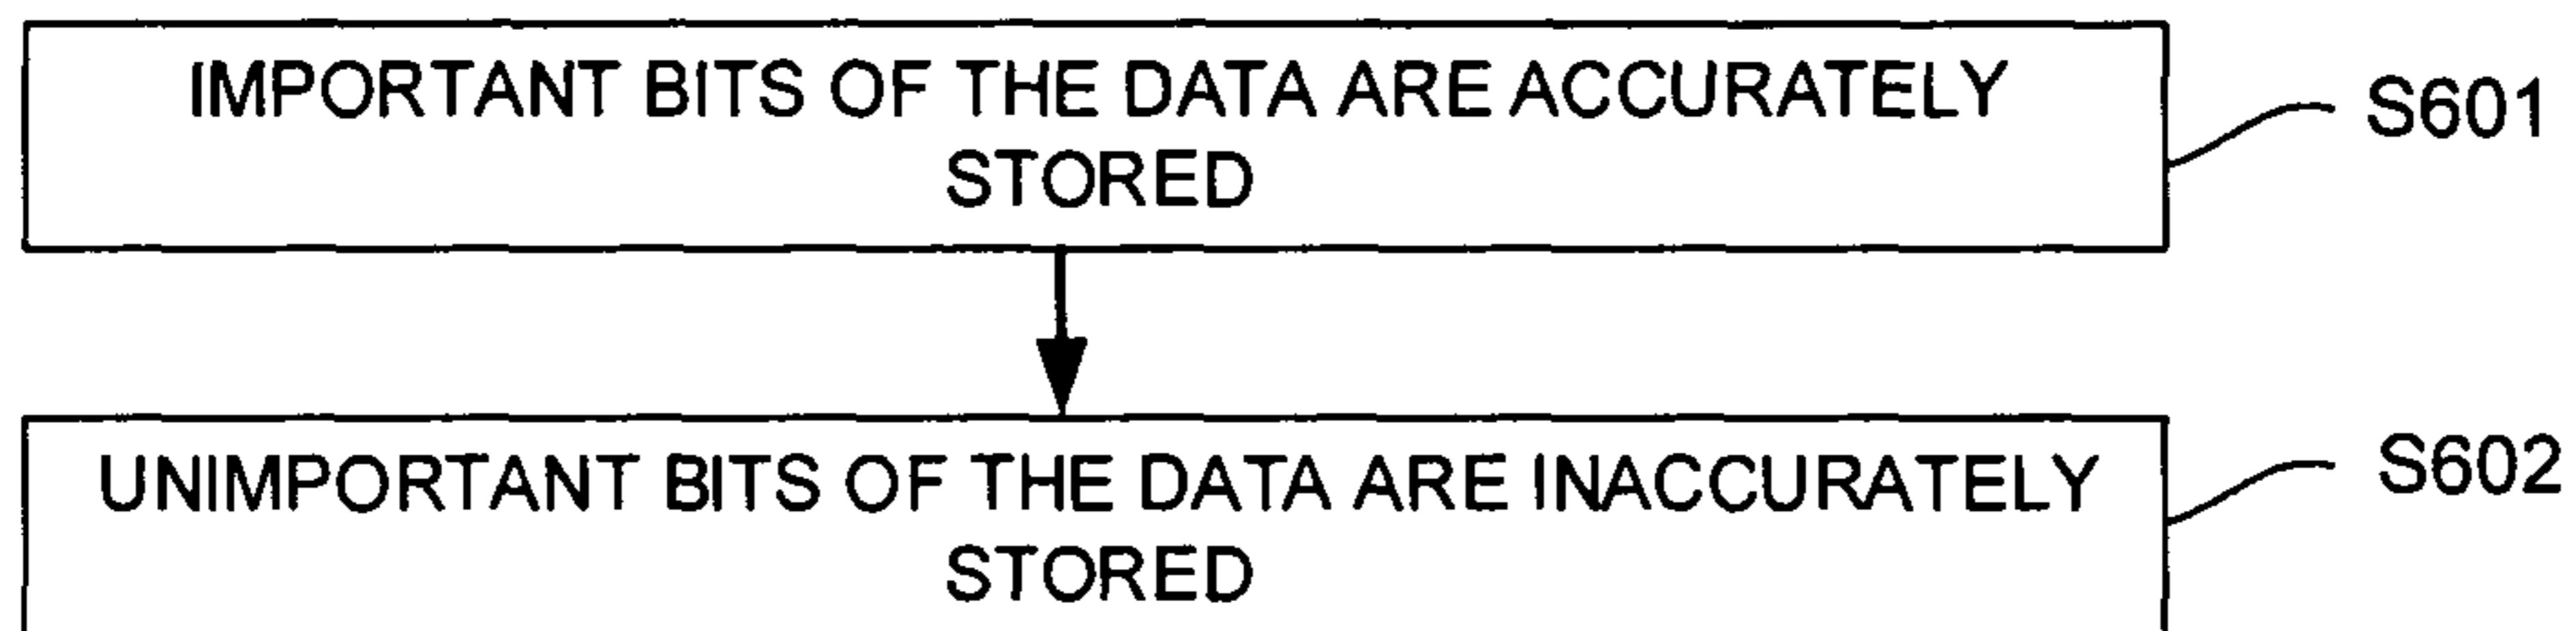 IMPORTANT BITS OF THE DATA ARE ACCURATELY
STORED
S601
UNIMPORTANT BITS OF THE DATA ARE INACCURATELY
STORED
S602